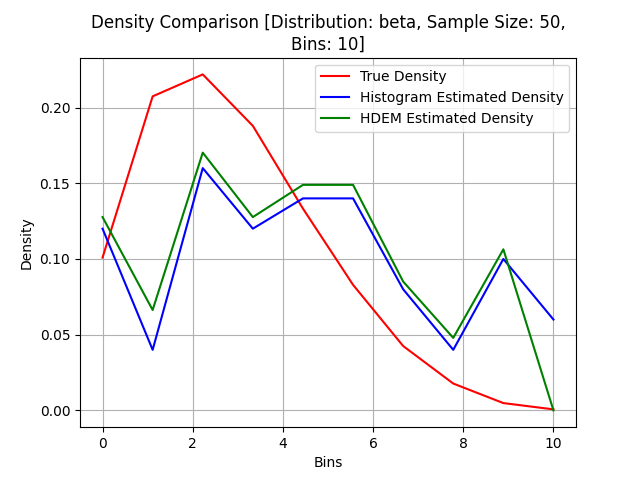 Density Comparison [Distribution: beta, Sample Size: 50,
Bins: 10]
True Density
Histogram Estimated Density
HDEM Estimated Density
Density
0.20
0.15
0.10
0.05
0.00
0 2 4 6 8 10
Bins